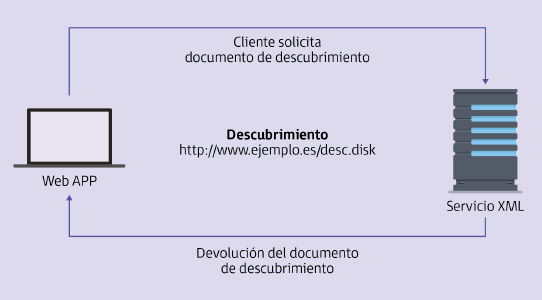 Cliente solicita
documento de descubrimiento
Descubrimiento
http://www.ejemplo.es/desc.disk
Web APP
Servicio XML
Devolución del documento
de descubrimiento